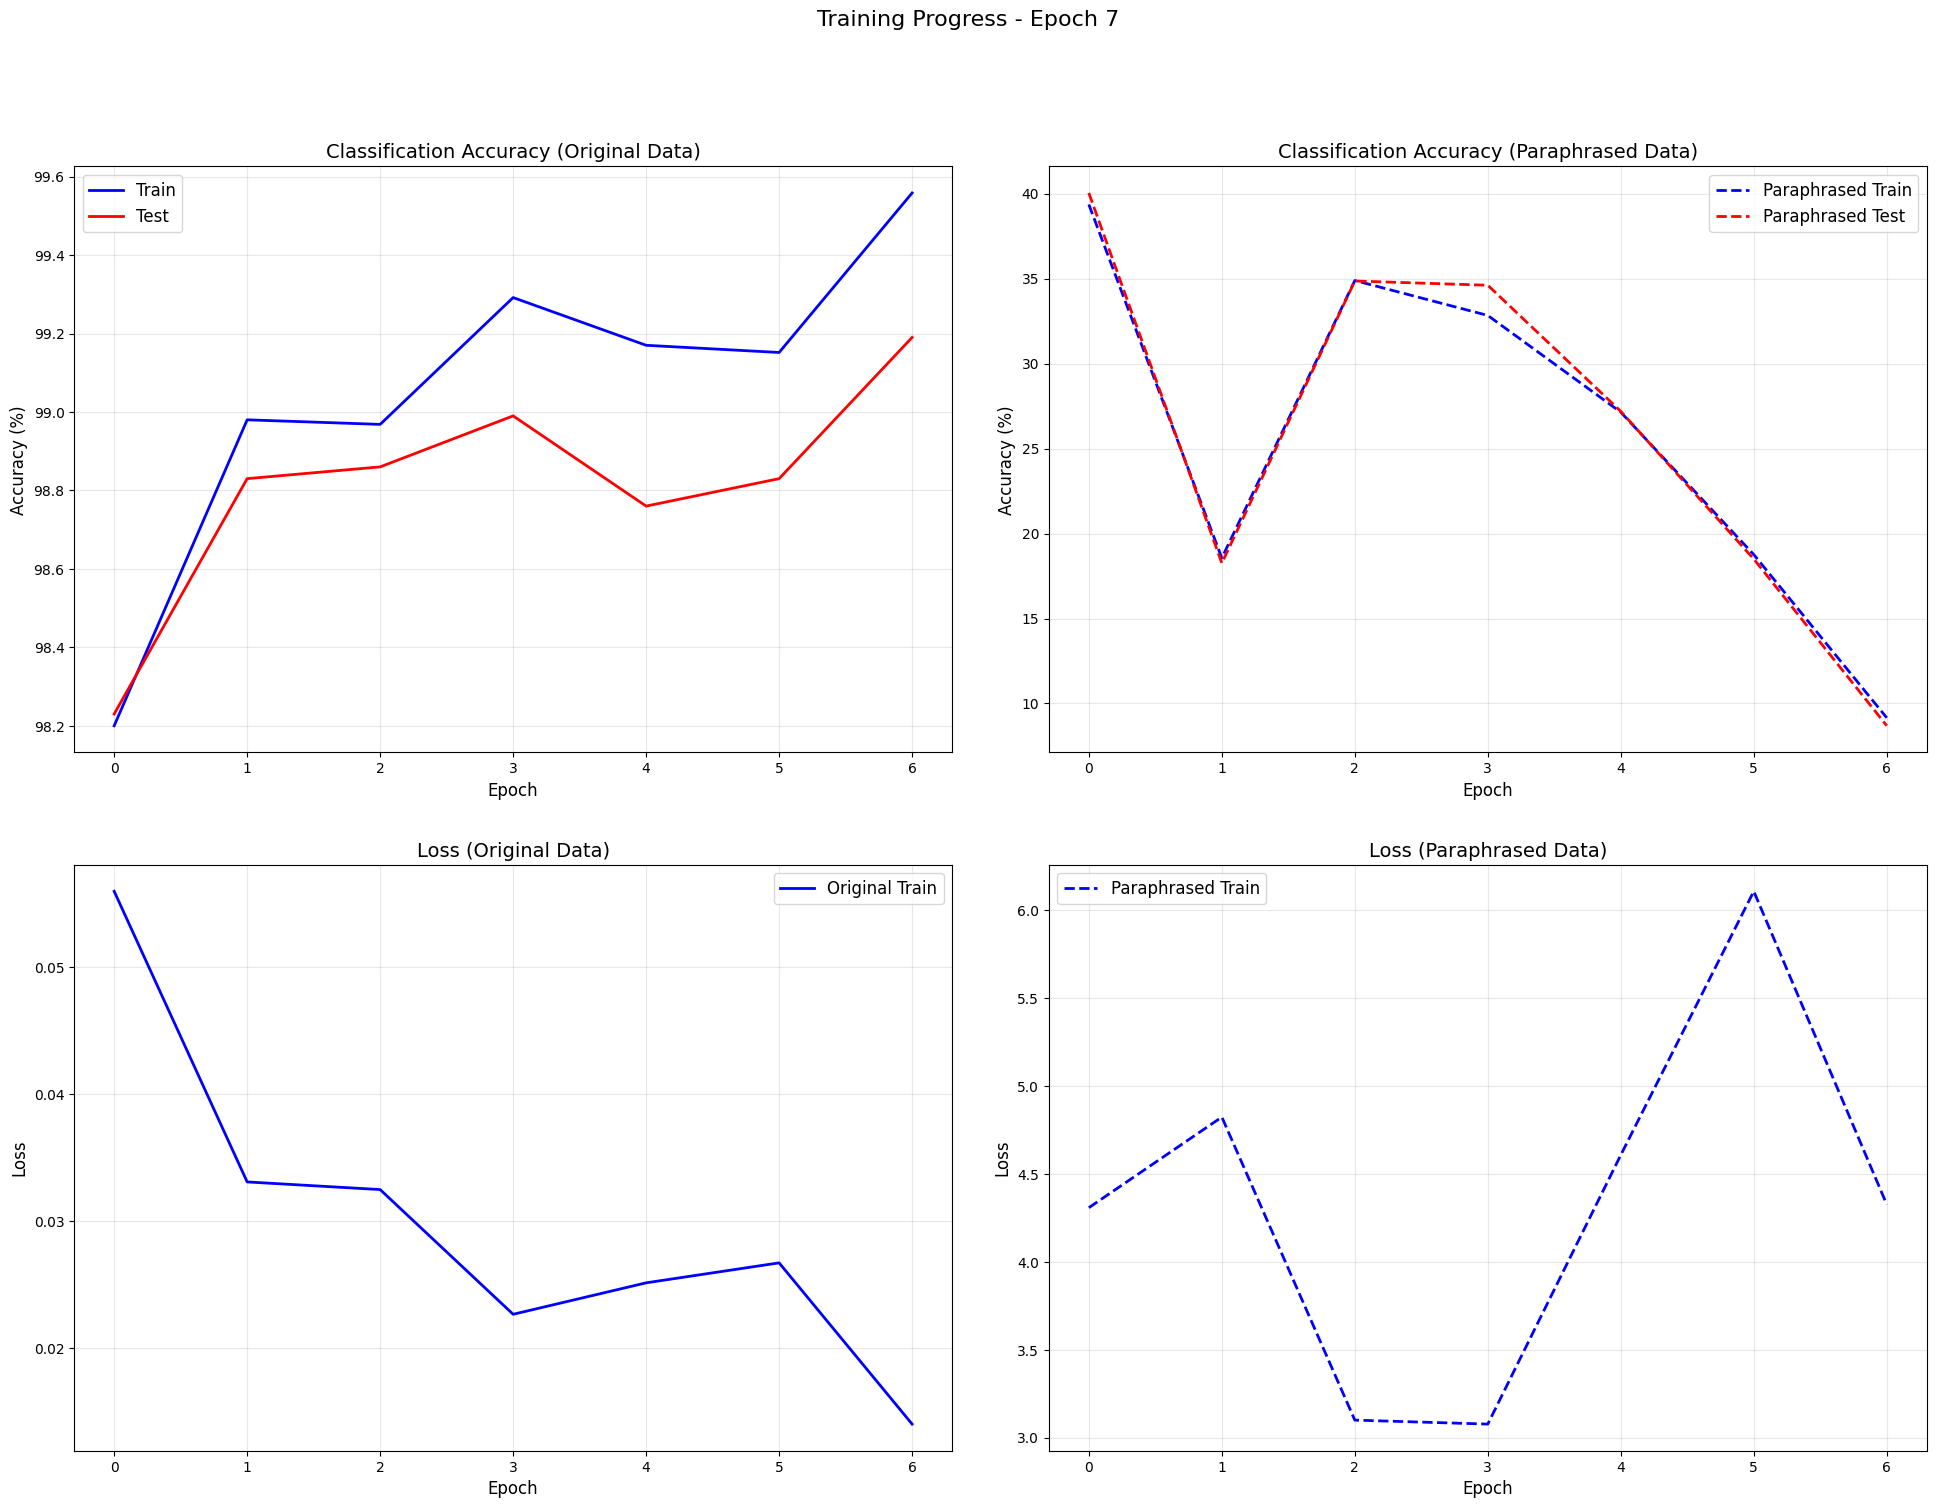 Training Progress - Epoch 7
Classification Accuracy (Original Data)
Train
Test
99.6
99.4
99.2
99.0
98.8
98.6
98.4
98.2
Accuracy (%)
0 1 2 3 4 5 6
Epoch
Classification Accuracy (Paraphrased Data)
Paraphrased Train
Paraphrased Test
40
35
30
25
20
15
10
Accuracy (%)
0 1 2 3 4 5 6
Epoch
Loss (Original Data)
Original Train
0.05
0.04
0.03
0.02
Loss
0 1 2 3 4 5 6
Epoch
Loss (Paraphrased Data)
Paraphrased Train
6.0
5.5
5.0
4.5
4.0
3.5
3.0
Loss
0 1 2 3 4 5 6
Epoch